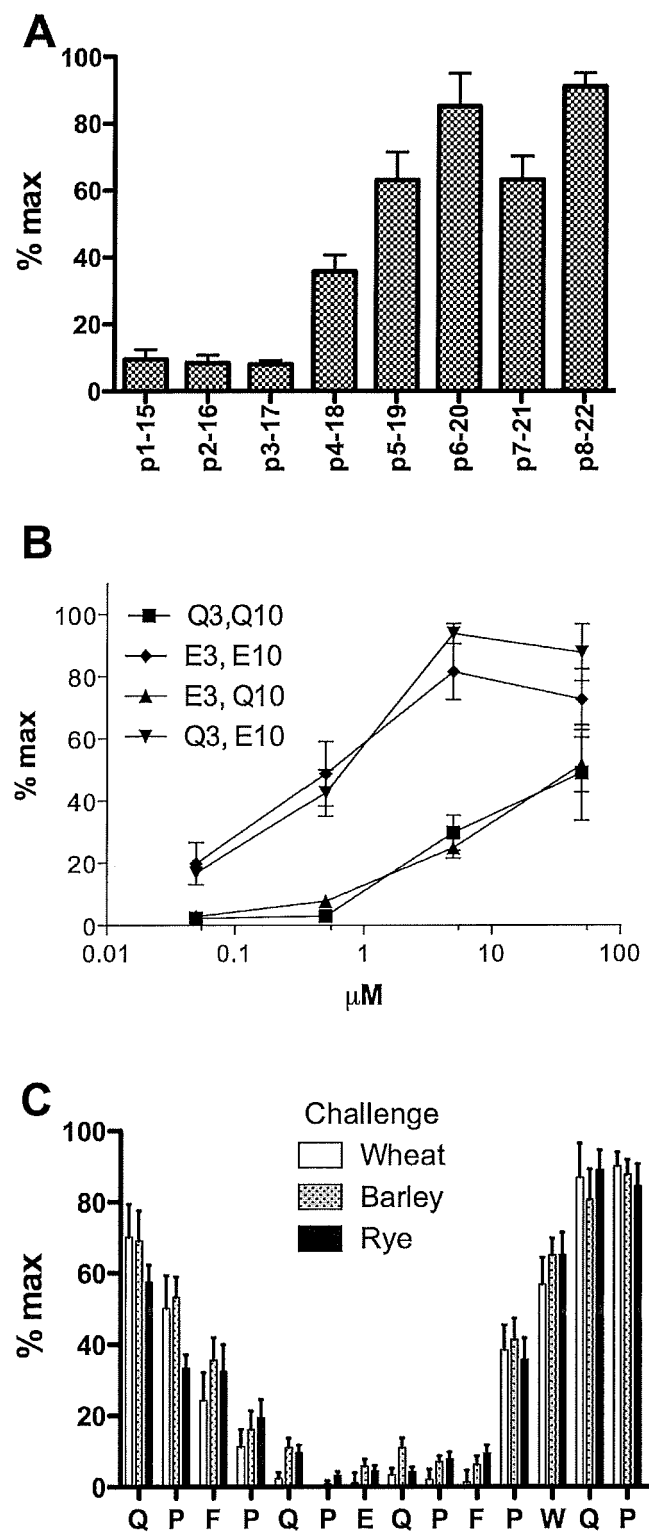 A
100
80
60
40
20
0
% max
p1-15
p2-16
p3-17
p4-18
p5-19
p6-20
p7-21
p8-22
B
100
80
60
40
20
0
% max
Q3,Q10
E3, E10
E3, Q10
Q3, E10
0.01
0.1
1
10
100
µM
C
Challenge
Wheat
Barley
Rye
100
80
60
40
20
0
% max
Q P F P Q P E Q P F P W Q P